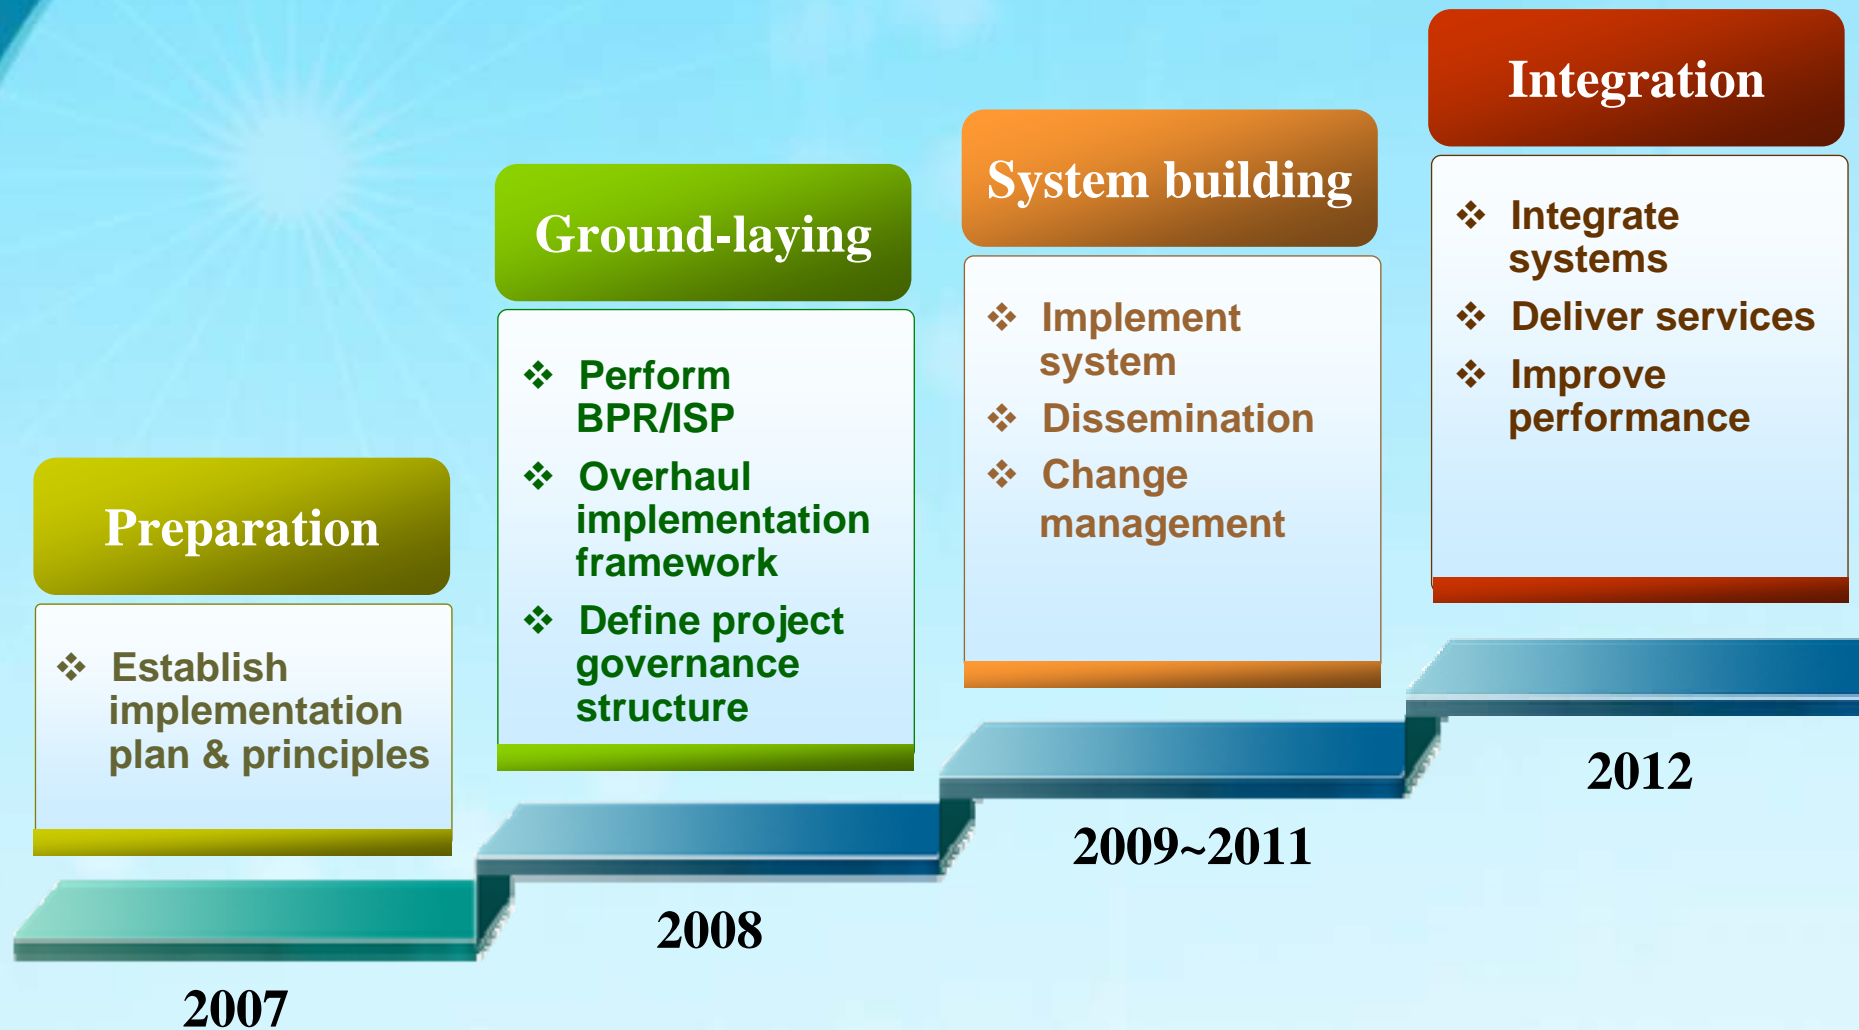 Preparation
❖ Establish
implementation
plan & principles
2007
Ground-laying
❖ Perform
BPR/ISP
❖ Overhaul
implementation
framework
❖ Define project
governance
structure
2008
System building
❖ Implement
system
❖ Dissemination
❖ Change
management
2009~2011
Integration
❖ Integrate
systems
❖ Deliver services
❖ Improve
performance
2012